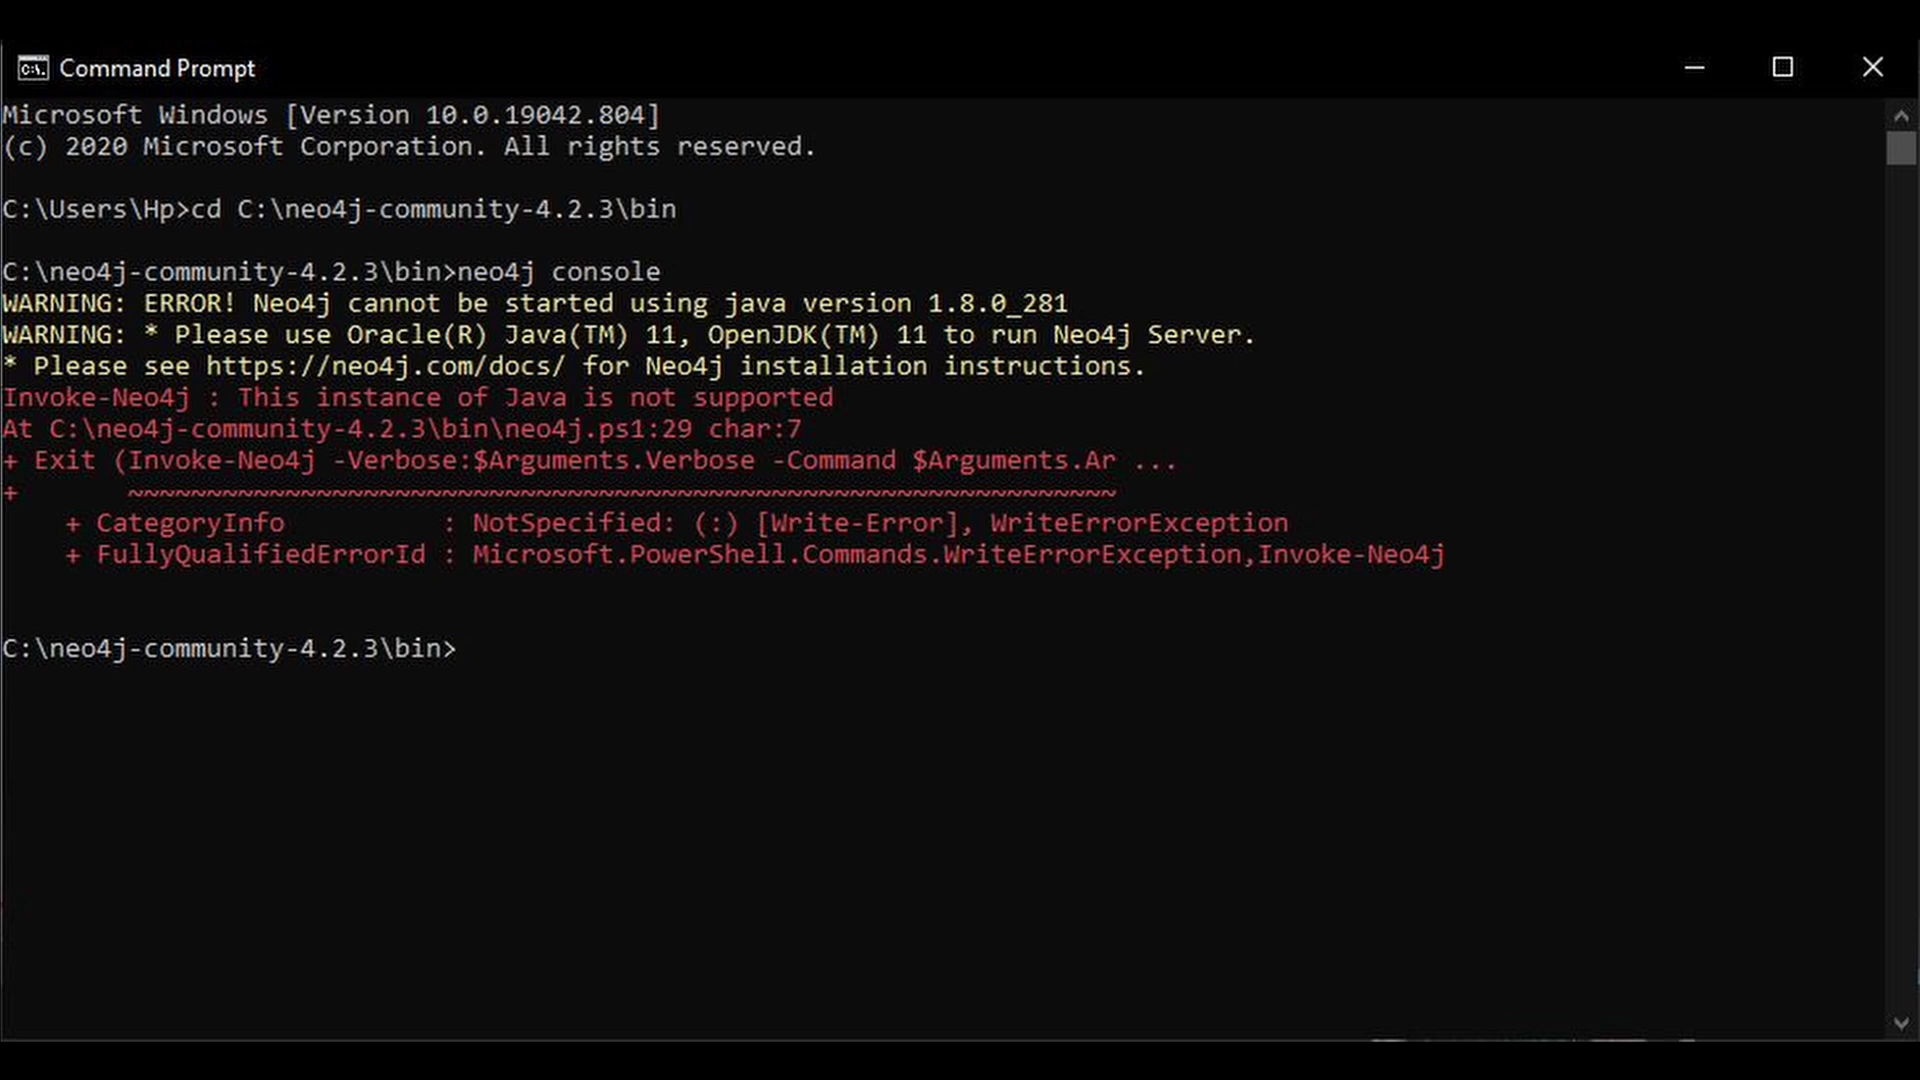 Command Prompt
Microsoft Windows [Version 10.0.19042.804]
(c) 2020 Microsoft Corporation. All rights reserved.
C:\Users\Hp>cd C:\neo4j-community-4.2.3\bin
C:\neo4j-community-4.2.3\bin>neo4j console
WARNING: ERROR! Neo4j cannot be started using java version 1.8.0_281
WARNING: * Please use Oracle(R) Java(TM) 11, OpenJDK(TM) 11 to run Neo4j Server.
* Please see https://neo4j.com/docs/ for Neo4j installation instructions.
Invoke-Neo4j : This instance of Java is not supported
At C:\neo4j-community-4.2.3\bin\neo4j.ps1:29 char:7
+ Exit (Invoke-Neo4j -Verbose:$Arguments.Verbose -Command $Arguments.Ar ...
+       ~~~~~~~~~~~~~~~~~~~~~~~~~~~~~~~~~~~~~~~~~~~~~~~~~~~~~~~~~~~~~~~
    + CategoryInfo          : NotSpecified: (:) [Write-Error], WriteErrorException
    + FullyQualifiedErrorId : Microsoft.PowerShell.Commands.WriteErrorException,Invoke-Neo4j
C:\neo4j-community-4.2.3\bin>